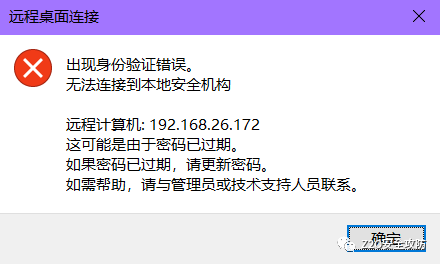 远程桌面连接
出现身份验证错误。
无法连接到本地安全机构
远程计算机: 192.168.26.172
这可能是由于密码已过期。
如果密码已过期，请更新密码。
如需帮助，请与管理员或技术支持人员联系。
确定